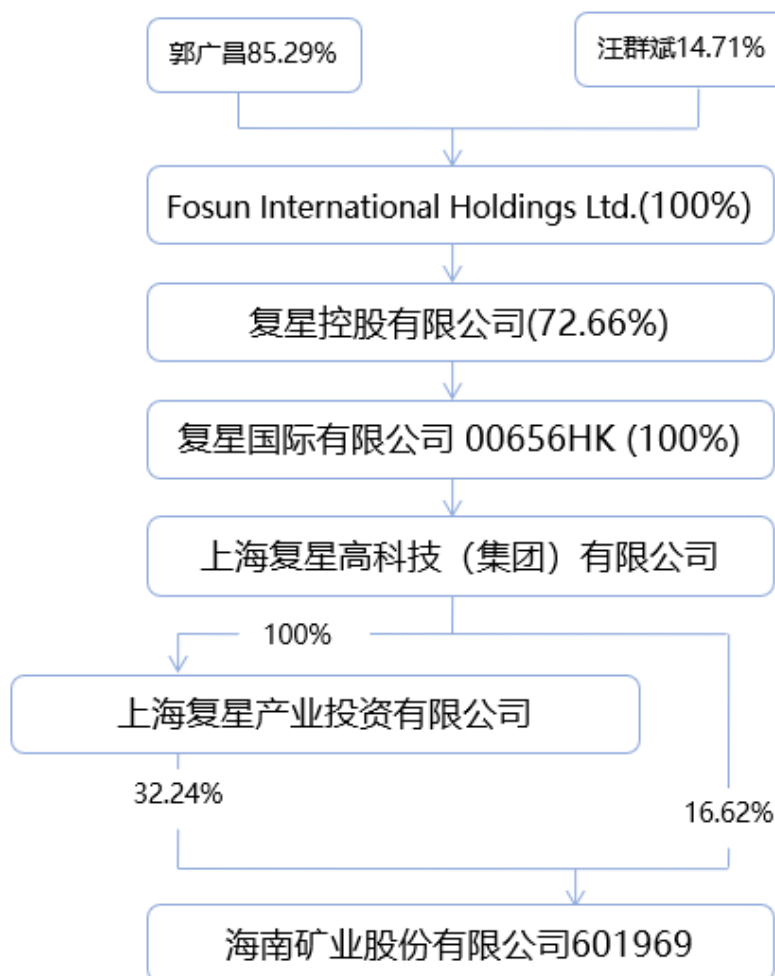 郭广昌85.29%
汪群斌14.71%
Fosun International Holdings Ltd.(100%)
复星控股有限公司(72.66%)
复星国际有限公司 00656HK (100%)
上海复星高科技（集团）有限公司
100%
上海复星产业投资有限公司
32.24%
16.62%
海南矿业股份有限公司601969